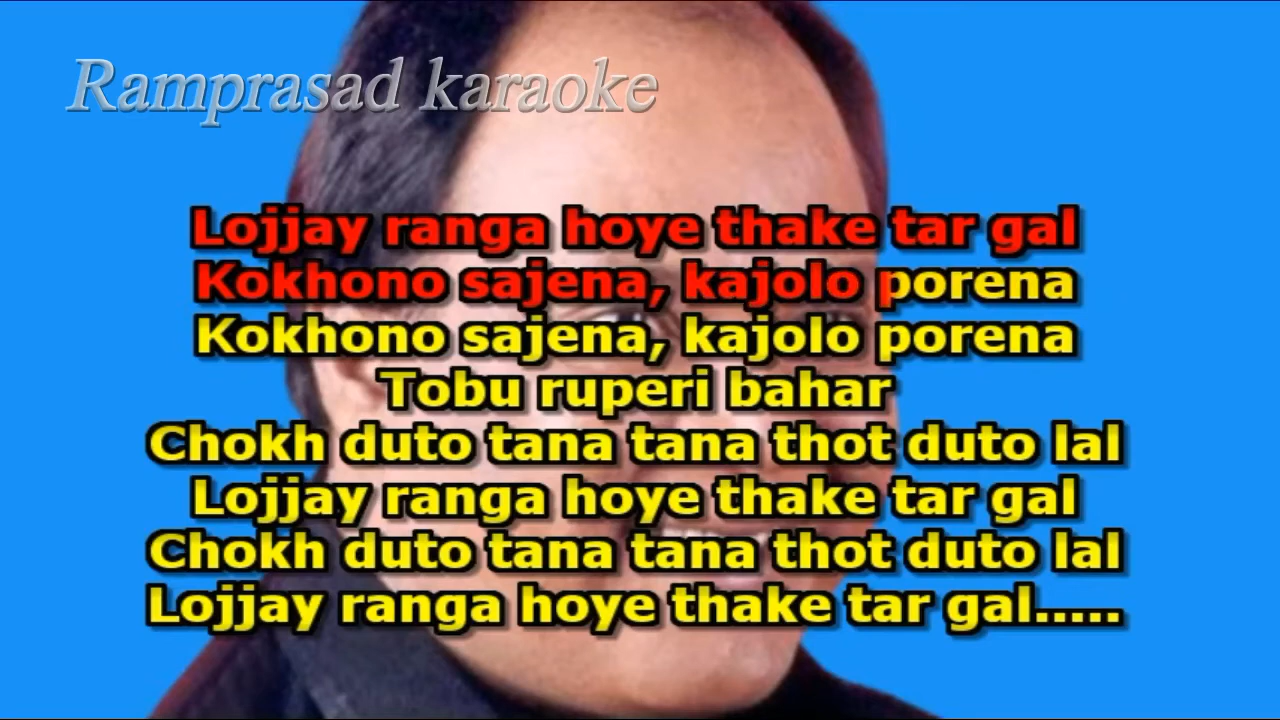 Ramprasad karaoke
Lojjay ranga hoye thake tar gal
Kokhono sajena, kajolo porena
Kokhono sajena, kajolo porena
Tobu ruperi bahar
Chokh duto tana tana thot duto lal
Lojjay ranga hoye thake tar gal
Chokh duto tana tana thot duto lal
Lojjay ranga hoye thake tar gal.....